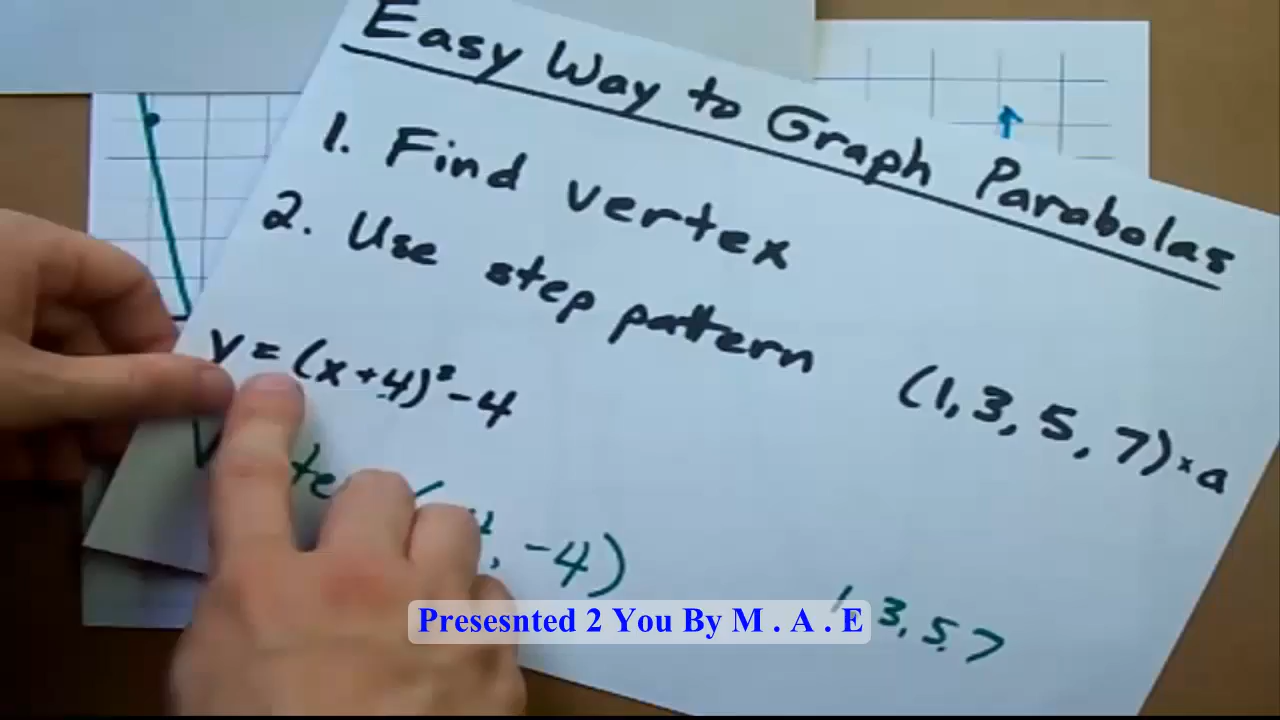 Easy Way to Graph Parabolas
1. Find vertex
2. Use step pattern
(1, 3, 5, 7) × a
y = (x + 4)² - 4
, -4)
1, 3, 5, 7
Presesnted 2 You By M . A . E